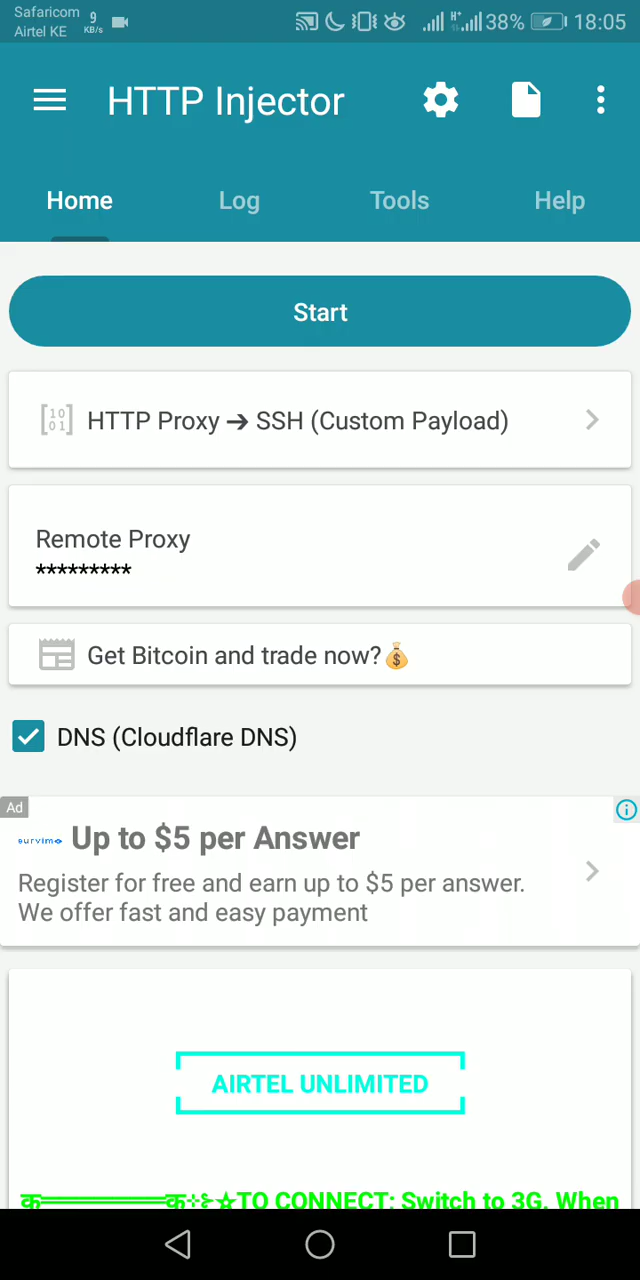 Safaricom
Airtel KE
9
KB/s
H+
38%
18:05
HTTP Injector
Home
Log
Tools
Help
Start
10
01
HTTP Proxy → SSH (Custom Payload)
Remote Proxy
*********
Get Bitcoin and trade now?💰
DNS (Cloudflare DNS)
Ad
survimo
Up to $5 per Answer
Register for free and earn up to $5 per answer.
We offer fast and easy payment
AIRTEL UNLIMITED
क══════════क⊹⊱☆TO CONNECT: Switch to 3G. When